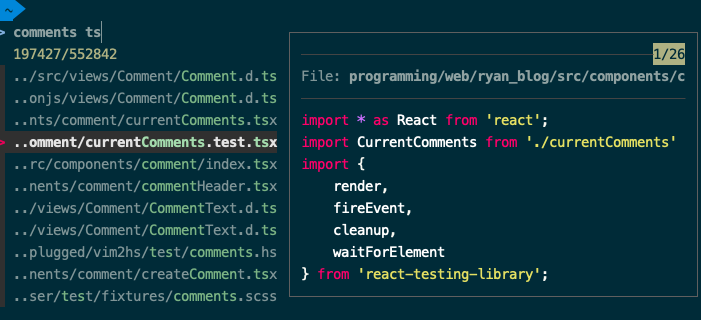 ~
> comments ts
197427/552842
../src/views/Comment/Comment.d.ts
..onjs/views/Comment/Comment.d.ts
..nts/comment/currentComments.tsx
> ..omment/currentComments.test.tsx
..rc/components/comment/index.tsx
..nents/comment/commentHeader.tsx
../views/Comment/CommentText.d.ts
../views/Comment/CommentText.d.ts
..plugged/vim2hs/test/comments.hs
..nents/comment/createComment.tsx
..ser/test/fixtures/comments.scss
1/26
File: programming/web/ryan_blog/src/components/c
import * as React from 'react';
import CurrentComments from './currentComments'
import {
render,
fireEvent,
cleanup,
waitForElement
} from 'react-testing-library';